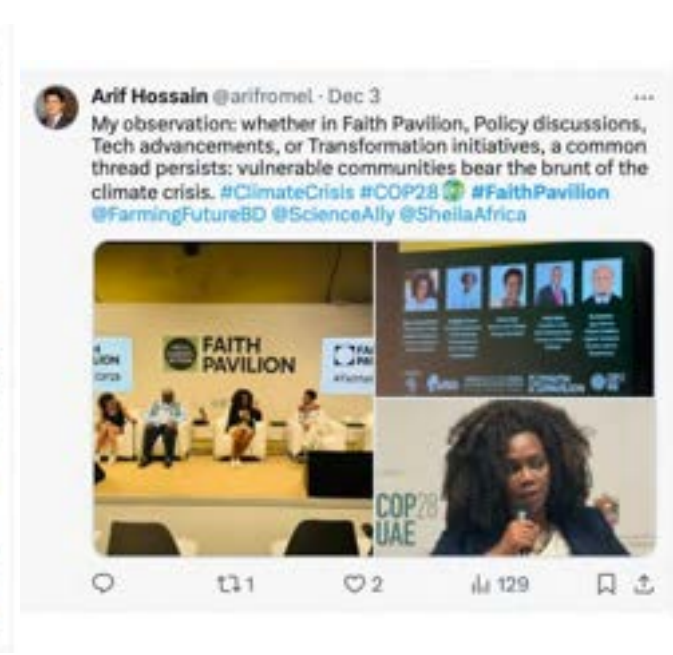 Arif Hossain @arifromel · Dec 3
My observation: whether in Faith Pavilion, Policy discussions,
Tech advancements, or Transformation initiatives, a common
thread persists: vulnerable communities bear the brunt of the
climate crisis. #ClimateCrisis #COP28 #FaithPavilion
@FarmingFutureBD @ScienceAlly @SheilaAfrica
FAITH
PAVILION
COP28
UAE
1
2
129